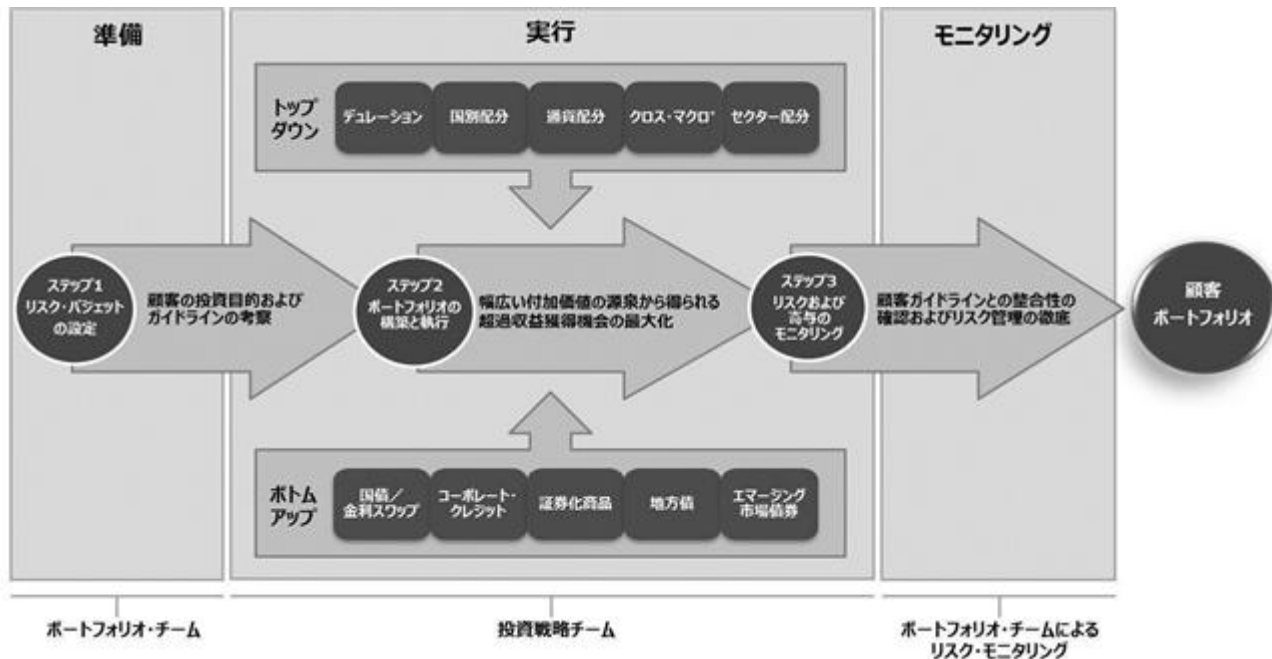 準備
実行
モニタリング
トップ
ダウン
デュレーション
国別配分
通貨配分
クロス・マクロ*
セクター配分
ステップ1
リスク・バジェット
の設定
顧客の投資目的および
ガイドラインの考察
ステップ2
ポートフォリオの
構築と執行
幅広い付加価値の源泉から得られる
超過収益獲得機会の最大化
ステップ3
リスクおよび
寄与の
モニタリング
顧客ガイドラインとの整合性の
確認およびリスク管理の徹底
顧客
ポートフォリオ
ボトム
アップ
国債／
金利スワップ
コーポレート・
クレジット
証券化商品
地方債
エマージング
市場債券
ポートフォリオ・チーム
投資戦略チーム
ポートフォリオ・チームによる
リスク・モニタリング